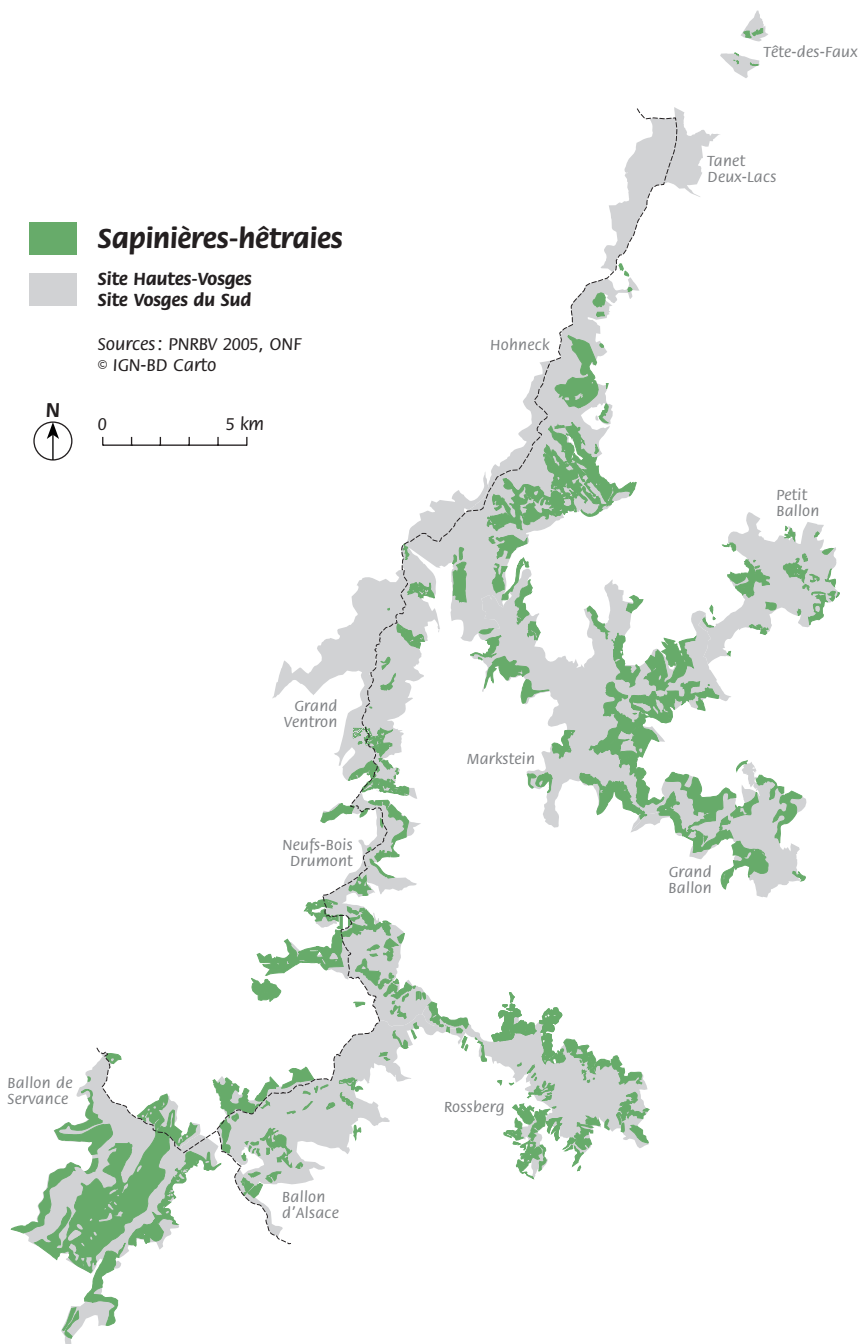 Tête-des-Faux
Tanet
Deux-Lacs
Sapinières-hêtraies
Site Hautes-Vosges
Site Vosges du Sud
Sources : PNRBV 2005, ONF
© IGN-BD Carto
Hohneck
N
0 5 km
Petit
Ballon
Grand
Ventron
Markstein
Neufs-Bois
Drumont
Grand
Ballon
Ballon de
Servance
Rossberg
Ballon
d'Alsace